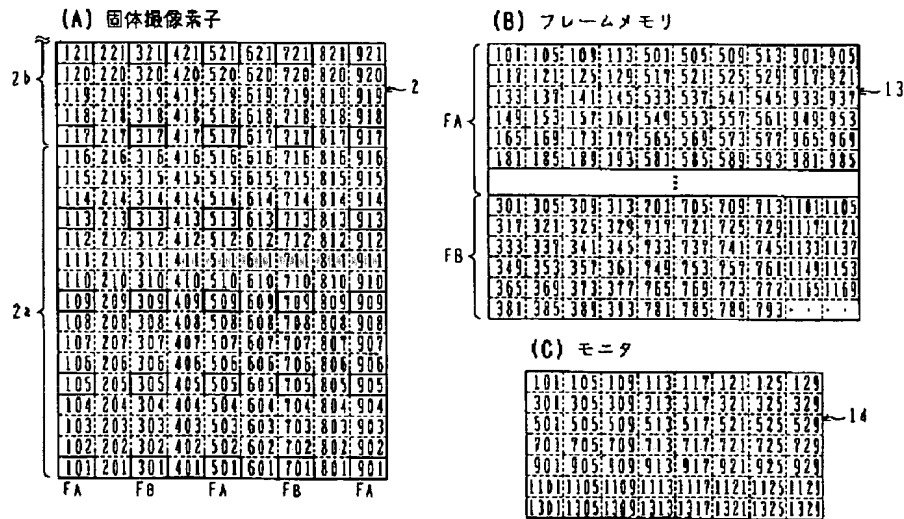 (A) 固体撮像素子
2b
2
121 221 321 421 521 621 721 821 921
120 220 320 420 520 620 720 820 920
119 219 319 419 519 619 719 819 919
118 218 318 418 518 618 718 818 918
117 217 317 417 517 617 717 817 917
2a
116 216 316 416 516 616 716 816 916
115 215 315 415 515 615 715 815 915
114 214 314 414 514 614 714 814 914
113 213 313 413 513 613 713 813 913
112 212 312 412 512 612 712 812 912
111 211 311 411 511 611 711 811 911
110 210 310 410 510 610 710 810 910
109 209 309 409 509 609 709 809 909
108 208 308 408 508 608 708 808 908
107 207 307 407 507 607 707 807 907
106 206 306 406 506 606 706 806 906
105 205 305 405 505 605 705 805 905
104 204 304 404 504 604 704 804 904
103 203 303 403 503 603 703 803 903
102 202 302 402 502 602 702 802 902
101 201 301 401 501 601 701 801 901
FA FB FA FB FA
(B) フレームメモリ
FA
13
101 105 109 113 501 505 509 513 901 905
117 121 125 129 517 521 525 529 917 921
133 137 141 145 533 537 541 545 933 937
149 153 157 161 549 553 557 561 949 953
165 169 173 177 565 569 573 577 965 969
181 185 189 193 581 585 589 593 981 985
⋮
FB
301 305 309 313 701 705 709 713 1101 1105
317 321 325 329 717 721 725 729 1117 1121
333 337 341 345 733 737 741 745 1133 1137
349 353 357 361 749 753 757 761 1149 1153
365 369 373 377 765 769 773 777 1165 1169
381 385 389 393 781 785 789 793 · · · ·
(C) モニタ
14
101 105 109 113 117 121 125 129
301 305 309 313 317 321 325 329
501 505 509 513 517 521 525 529
701 705 709 713 717 721 725 729
901 905 909 913 917 921 925 929
1101 1105 1109 1113 1117 1121 1125 1129
1301 1305 1309 1313 1317 1321 1325 1329